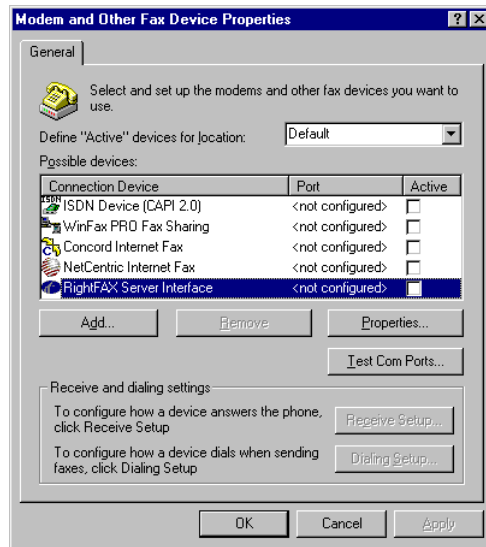 Modem and Other Fax Device Properties
General
Select and set up the modems and other fax devices you want to
use.
Define "Active" devices for location: Default
Possible devices:
Connection Device Port Active
ISDN Device (CAPI 2.0) <not configured>
WinFax PRO Fax Sharing <not configured>
Concord Internet Fax <not configured>
NetCentric Internet Fax <not configured>
RightFAX Server Interface <not configured>
Add... Remove Properties...
Test Com Ports...
Receive and dialing settings
To configure how a device answers the phone,
click Receive Setup
Receive Setup...
To configure how a device dials when sending
faxes, click Dialing Setup
Dialing Setup...
OK Cancel Apply